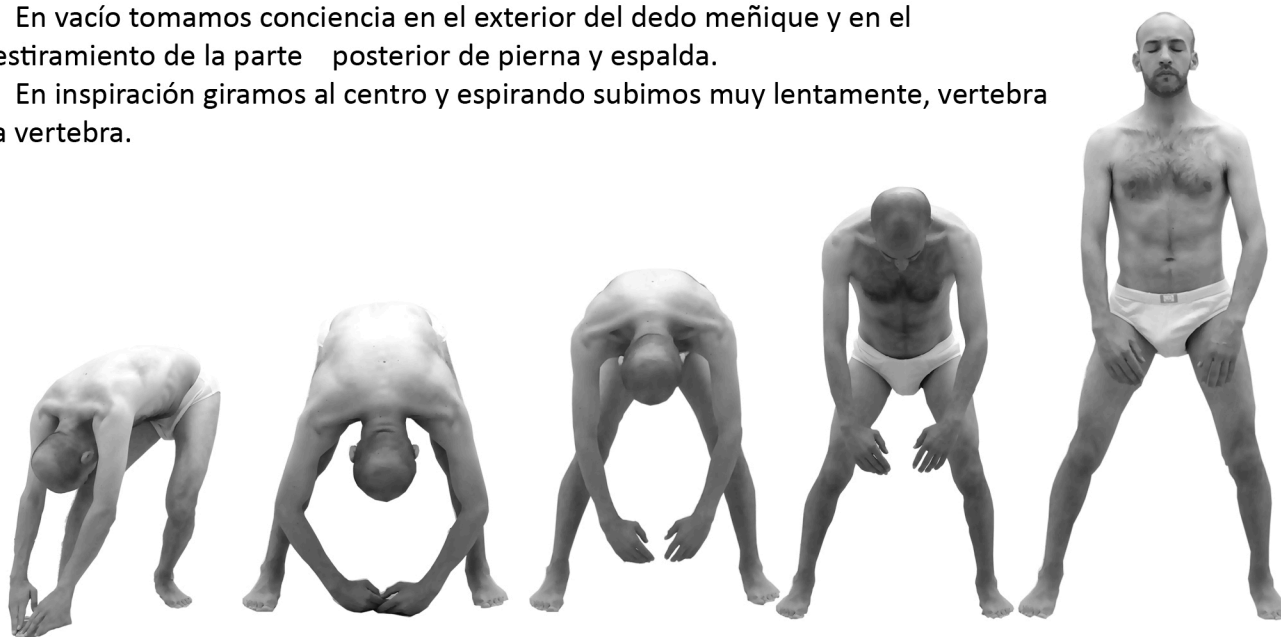 En vacío tomamos conciencia en el exterior del dedo meñique y en el
estiramiento de la parte posterior de pierna y espalda.
En inspiración giramos al centro y espirando subimos muy lentamente, vertebra
a vertebra.